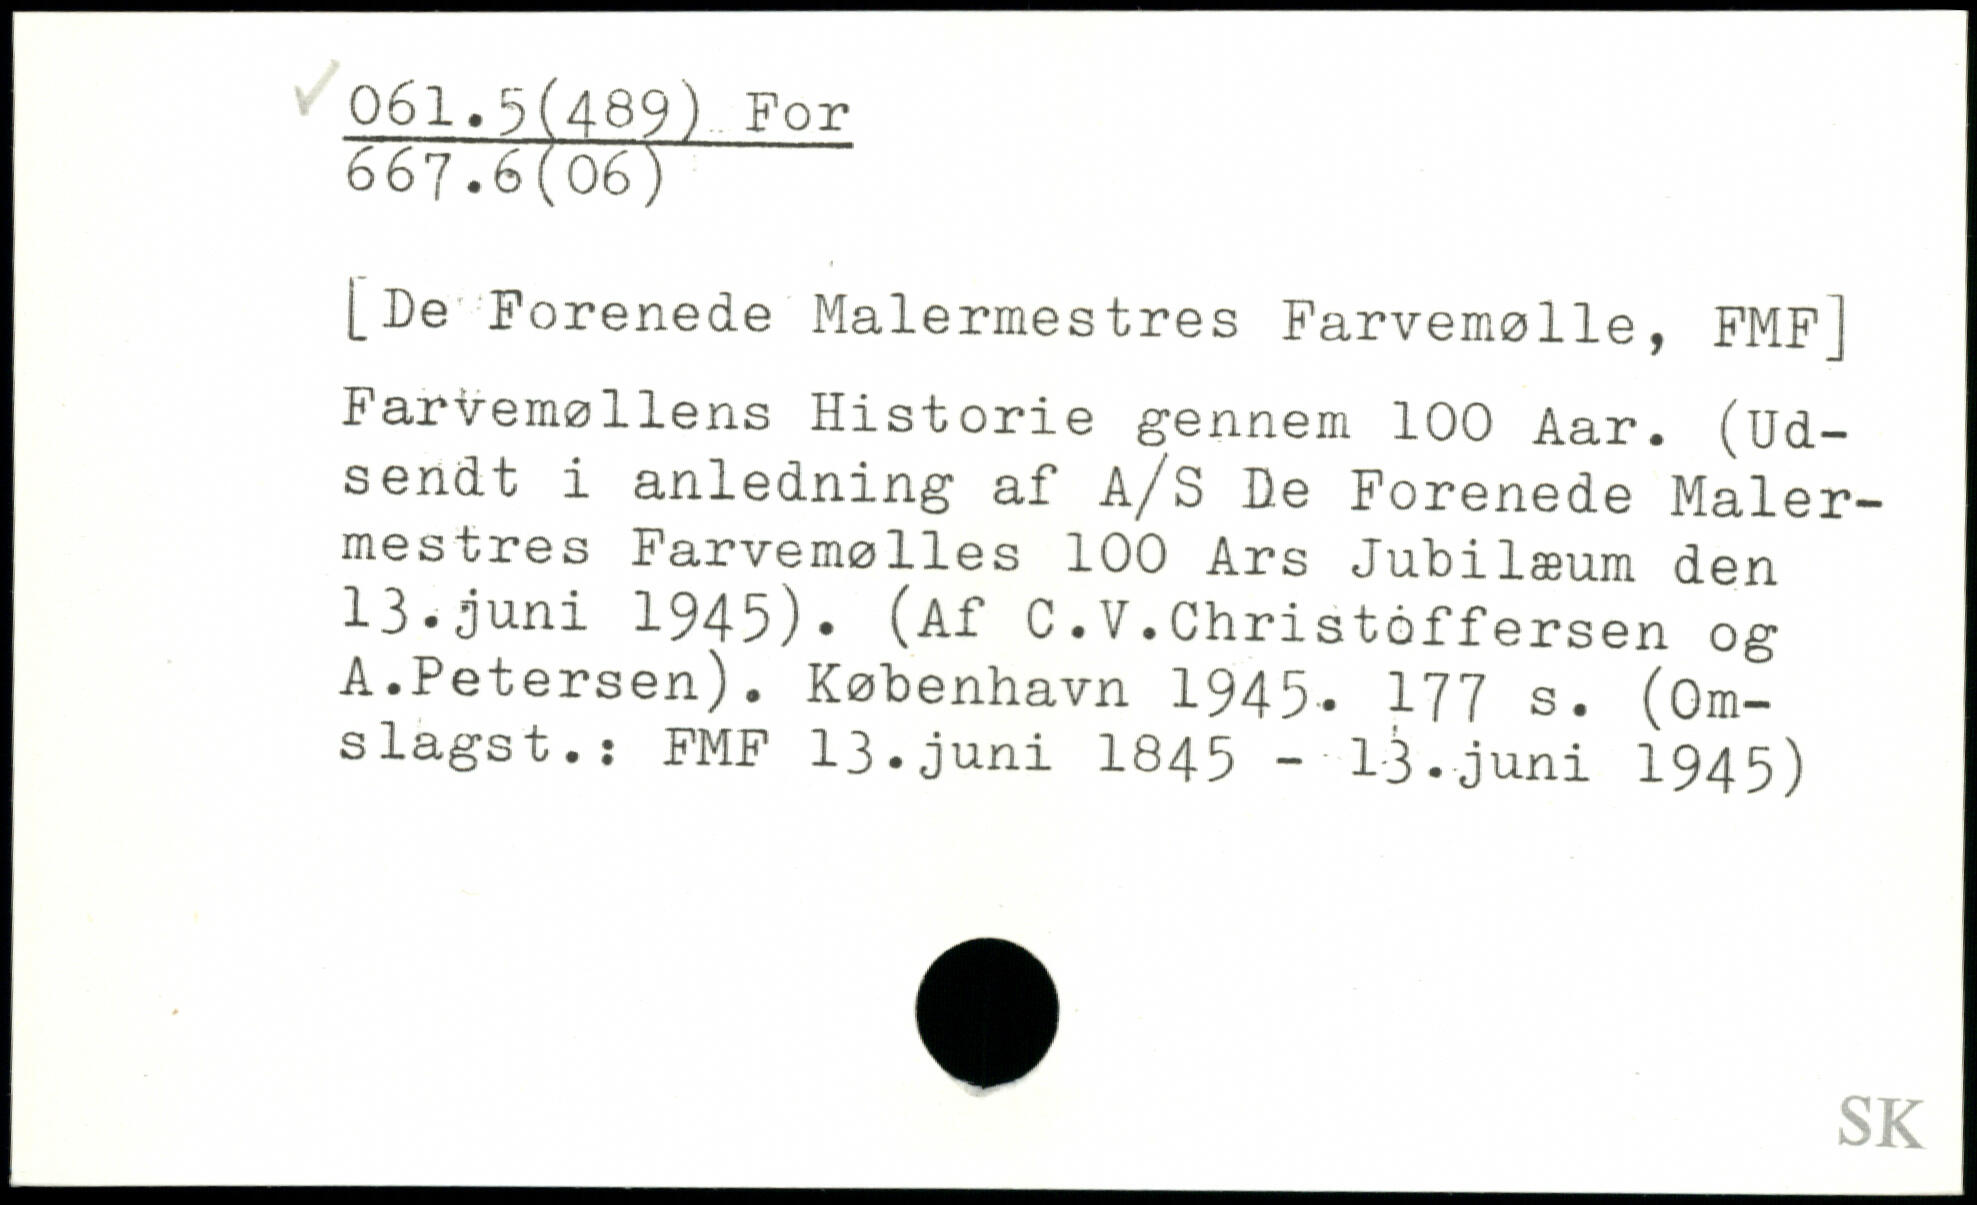 061.5(489) For
667.6(06)
[De Forenede Malermestres Farvemølle, FMF]
Farvemøllens Historie gennem 100 Aar. (Ud-
sendt i anledning af A/S De Forenede Maler-
mestres Farvemølles 100 Ars Jubilæum den
13.juni 1945). (Af C.V.Christoffersen og
A.Petersen). København 1945. 177 s. (Om-
slagst.: FMF 13.juni 1845 - 13.juni 1945)
SK